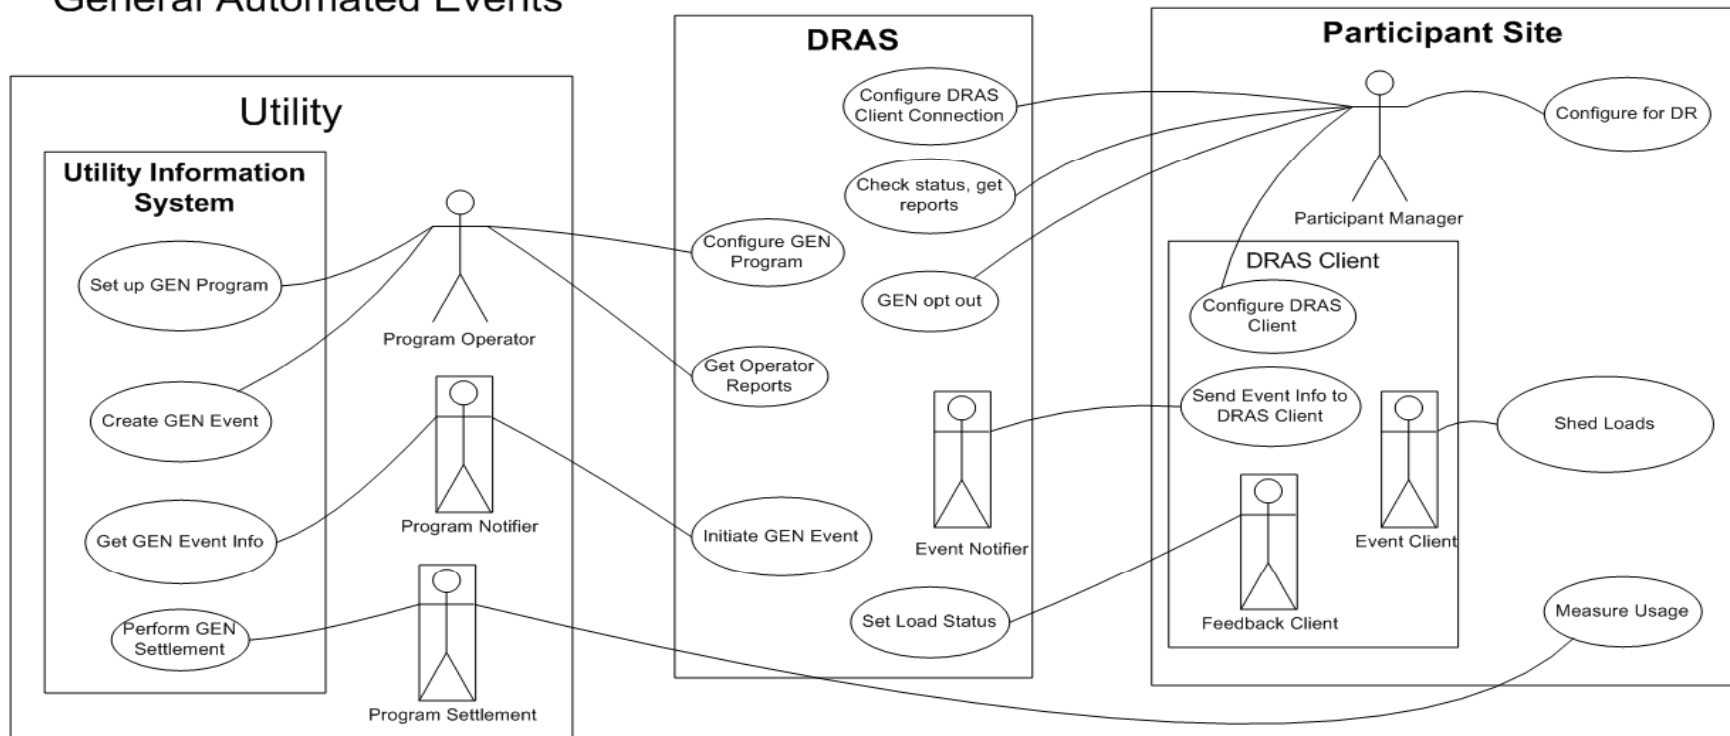 General Automated Events
Utility
Utility Information
System
Set up GEN Program
Create GEN Event
Get GEN Event Info
Perform GEN
Settlement
Program Operator
Program Notifier
Program Settlement
DRAS
Configure DRAS
Client Connection
Check status, get
reports
Configure GEN
Program
GEN opt out
Get Operator
Reports
Initiate GEN Event
Event Notifier
Set Load Status
Participant Site
Configure for DR
Participant Manager
DRAS Client
Configure DRAS
Client
Send Event Info to
DRAS Client
Shed Loads
Event Client
Feedback Client
Measure Usage